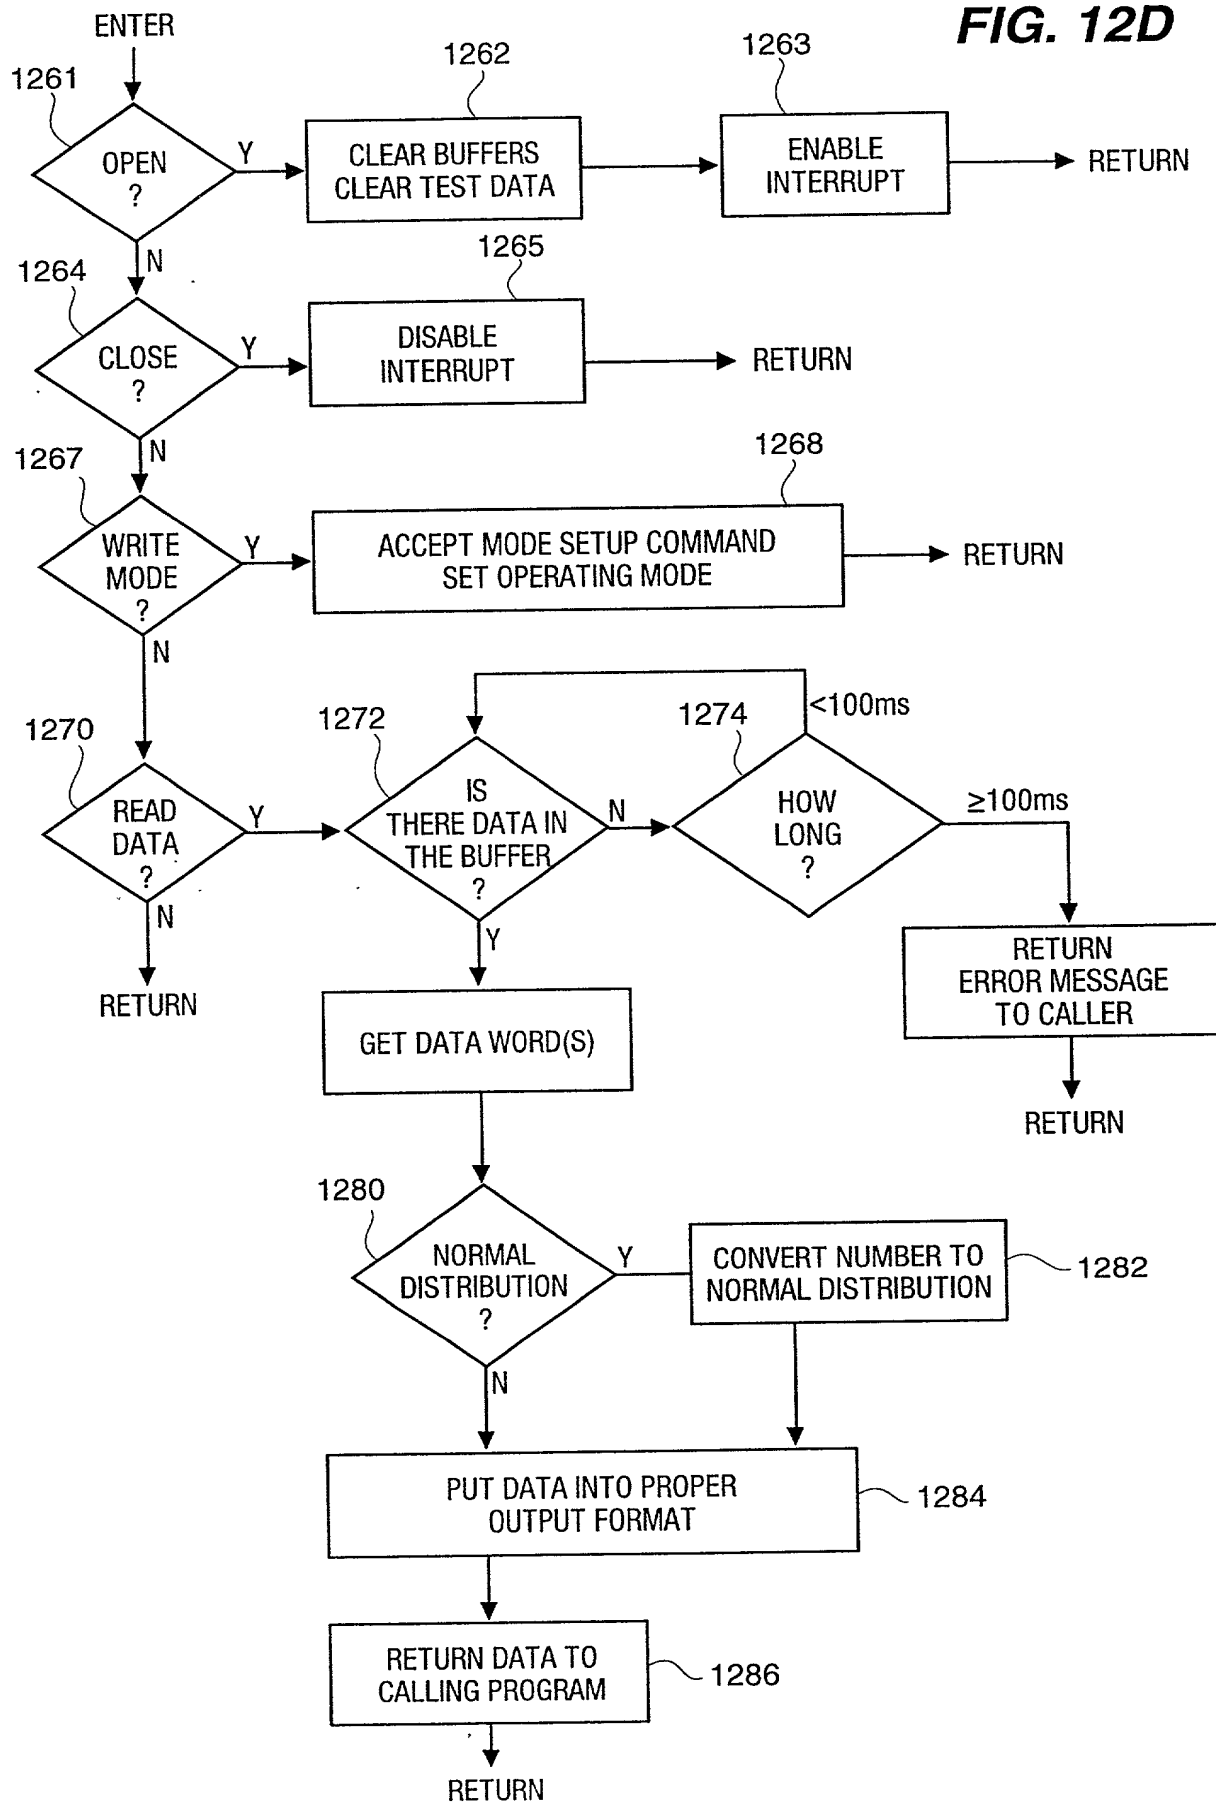 FIG. 12D
ENTER
1261
OPEN
?
Y
1262
CLEAR BUFFERS
CLEAR TEST DATA
1263
ENABLE
INTERRUPT
RETURN
N
1264
CLOSE
?
Y
1265
DISABLE
INTERRUPT
RETURN
N
1267
WRITE
MODE
?
Y
1268
ACCEPT MODE SETUP COMMAND
SET OPERATING MODE
RETURN
N
1270
READ
DATA
?
Y
N
RETURN
1272
IS
THERE DATA IN
THE BUFFER
?
N
1274
<100ms
HOW
LONG
?
≥100ms
RETURN
ERROR MESSAGE
TO CALLER
RETURN
Y
GET DATA WORD(S)
1280
NORMAL
DISTRIBUTION
?
Y
CONVERT NUMBER TO
NORMAL DISTRIBUTION
1282
N
PUT DATA INTO PROPER
OUTPUT FORMAT
1284
RETURN DATA TO
CALLING PROGRAM
1286
RETURN